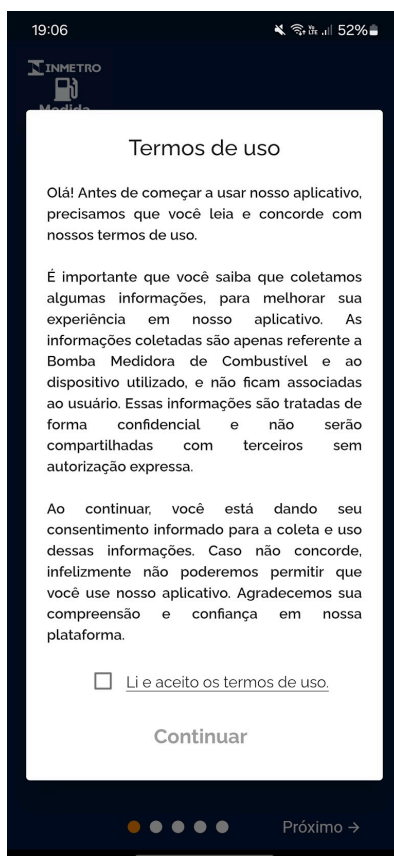 19:06
52%
INMETRO
Medida
Termos de uso
Olá! Antes de começar a usar nosso aplicativo,
precisamos que você leia e concorde com
nossos termos de uso.
É importante que você saiba que coletamos
algumas informações, para melhorar sua
experiência em nosso aplicativo. As
informações coletadas são apenas referente a
Bomba Medidora de Combustível e ao
dispositivo utilizado, e não ficam associadas
ao usuário. Essas informações são tratadas de
forma confidencial e não serão
compartilhadas com terceiros sem
autorização expressa.
Ao continuar, você está dando seu
consentimento informado para a coleta e uso
dessas informações. Caso não concorde,
infelizmente não poderemos permitir que
você use nosso aplicativo. Agradecemos sua
compreensão e confiança em nossa
plataforma.
Li e aceito os termos de uso.
Continuar
Próximo →